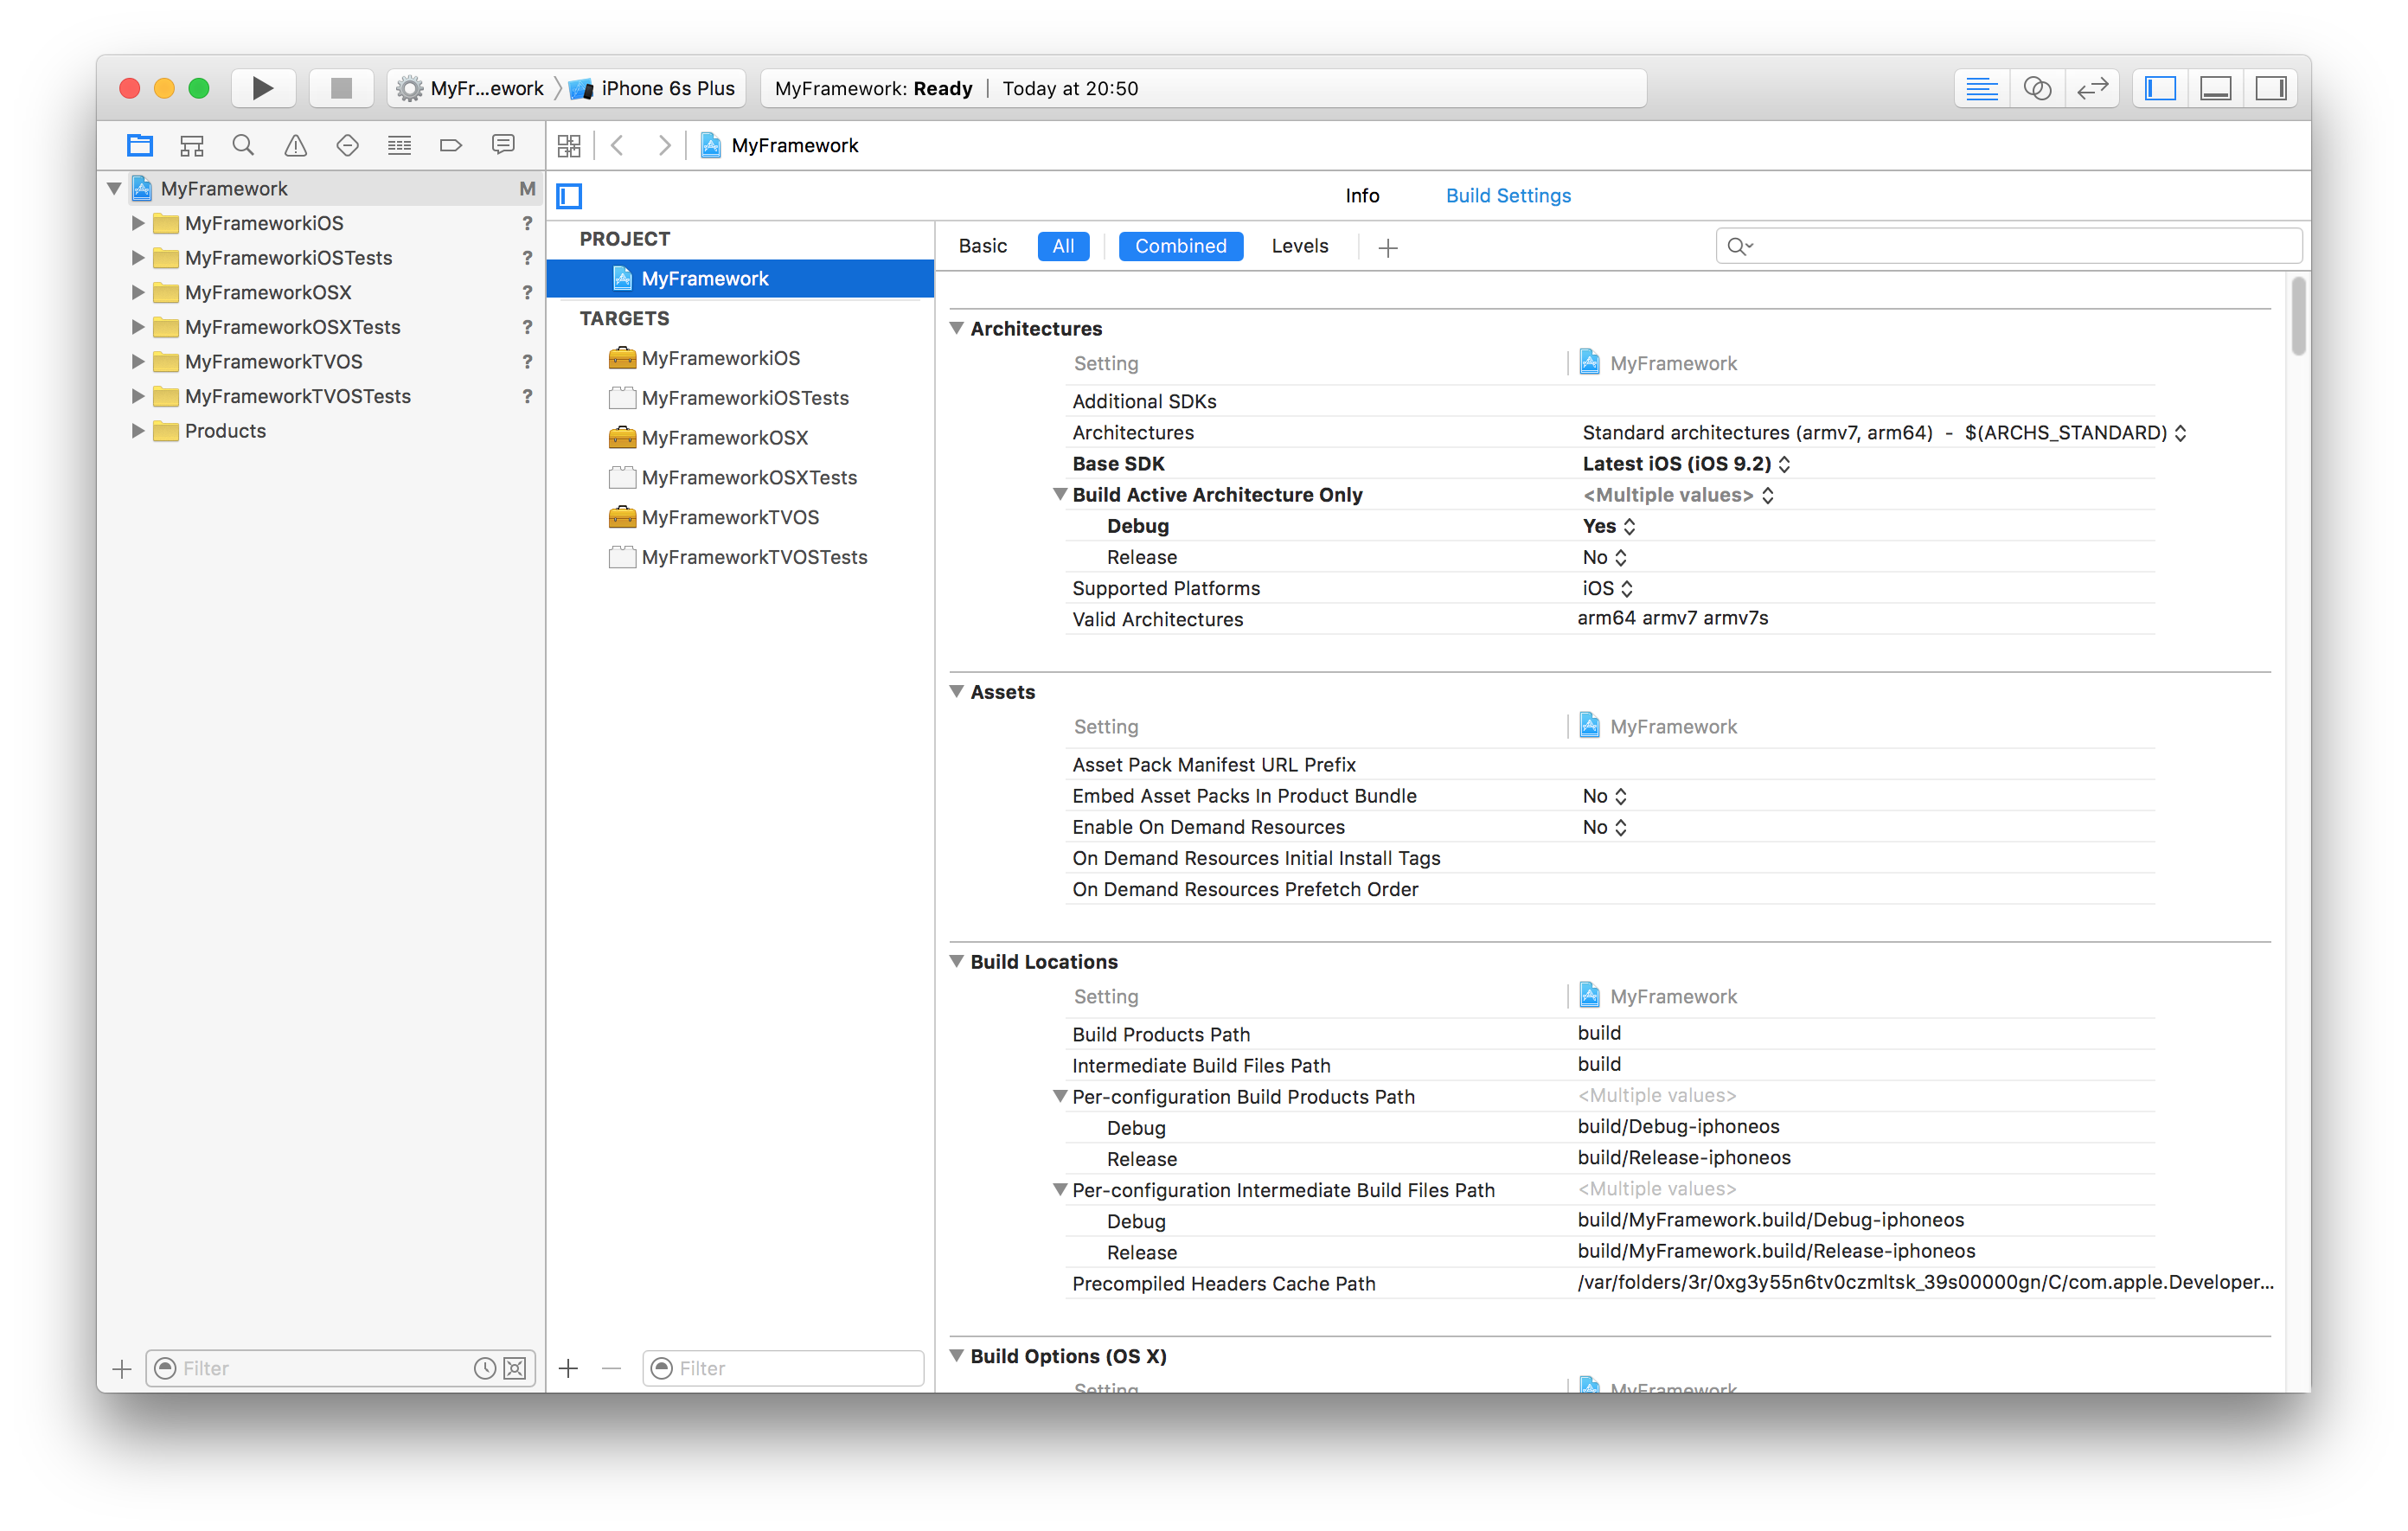 MyFr...ework iPhone 6s Plus
MyFramework: Ready | Today at 20:50
MyFramework
MyFramework M
MyFrameworkiOS ?
MyFrameworkiOSTests ?
MyFrameworkOSX ?
MyFrameworkOSXTests ?
MyFrameworkTVOS ?
MyFrameworkTVOSTests ?
Products
Filter
Info Build Settings
PROJECT
MyFramework
TARGETS
MyFrameworkiOS
MyFrameworkiOSTests
MyFrameworkOSX
MyFrameworkOSXTests
MyFrameworkTVOS
MyFrameworkTVOSTests
Filter
Basic All Combined Levels
Architectures
Setting MyFramework
Additional SDKs
Architectures Standard architectures (armv7, arm64) - $(ARCHS_STANDARD)
Base SDK Latest iOS (iOS 9.2)
Build Active Architecture Only <Multiple values>
Debug Yes
Release No
Supported Platforms iOS
Valid Architectures arm64 armv7 armv7s
Assets
Setting MyFramework
Asset Pack Manifest URL Prefix
Embed Asset Packs In Product Bundle No
Enable On Demand Resources No
On Demand Resources Initial Install Tags
On Demand Resources Prefetch Order
Build Locations
Setting MyFramework
Build Products Path build
Intermediate Build Files Path build
Per-configuration Build Products Path <Multiple values>
Debug build/Debug-iphoneos
Release build/Release-iphoneos
Per-configuration Intermediate Build Files Path <Multiple values>
Debug build/MyFramework.build/Debug-iphoneos
Release build/MyFramework.build/Release-iphoneos
Precompiled Headers Cache Path /var/folders/3r/0xg3y55n6tv0czmltsk_39s00000gn/C/com.apple.Developer...
Build Options (OS X)
Setting MyFramework